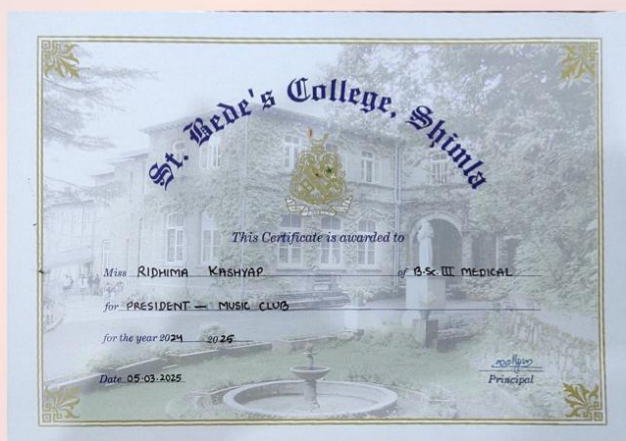 St. Bede's College, Shimla
This Certificate is awarded to
Miss RIDHIMA KASHYAP of B.Sc. III MEDICAL
for PRESIDENT — MUSIC CLUB
for the year 2024 2025
Date 05-03-2025
Principal